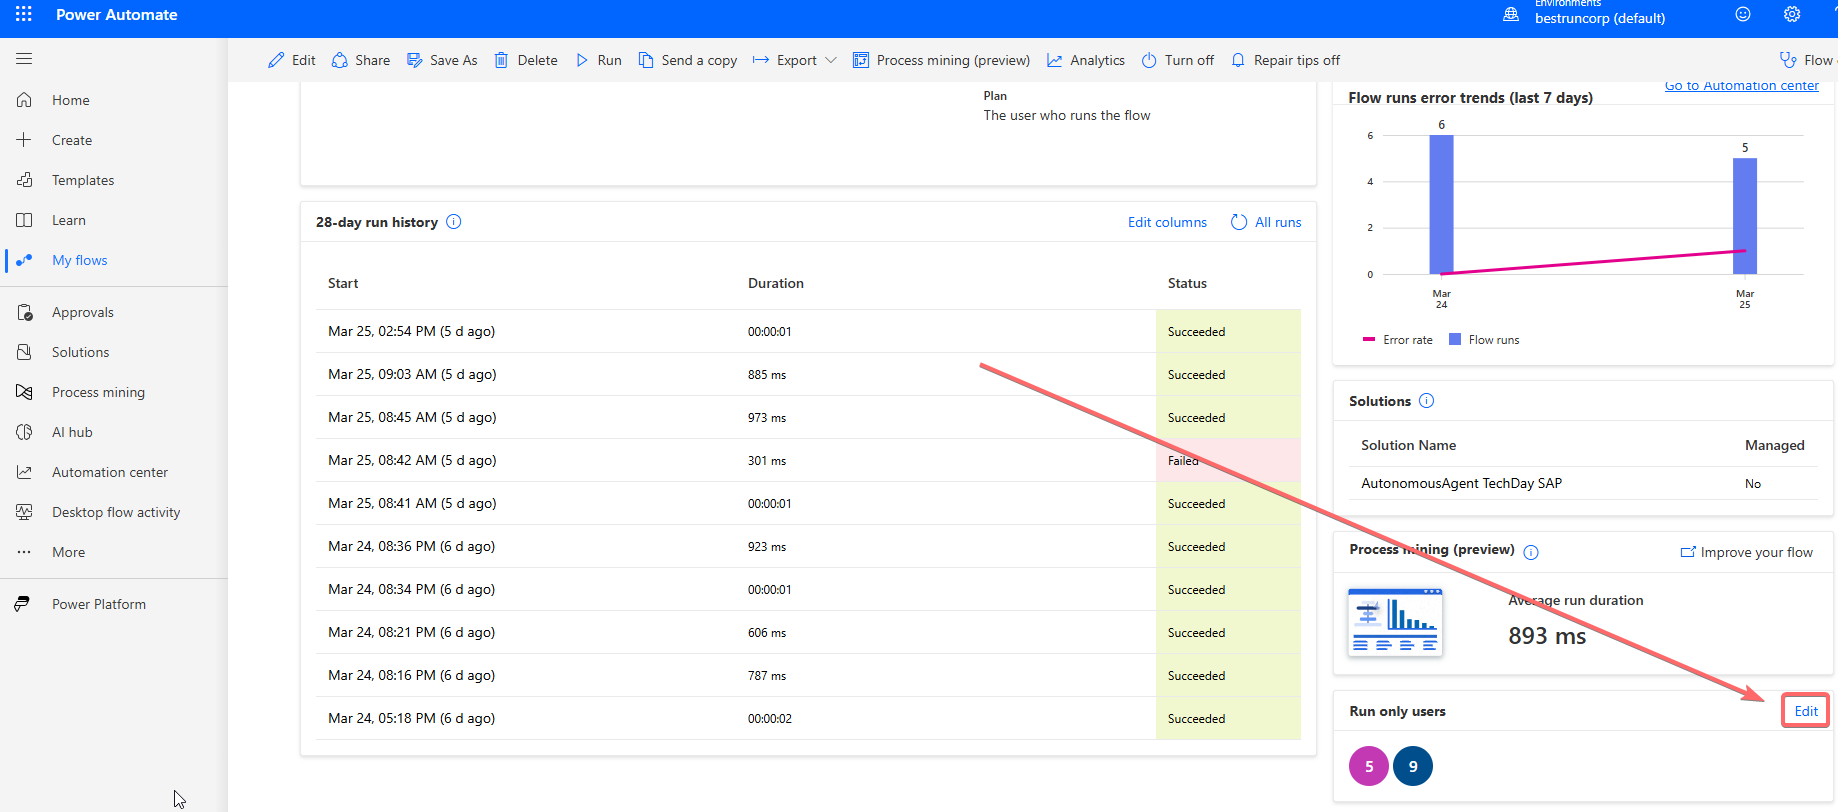 Power Automate
Environments
bestruncorp (default)
Edit Share Save As Delete Run Send a copy Export Process mining (preview) Analytics Turn off Repair tips off Flow
Home
Create
Templates
Learn
My flows
Approvals
Solutions
Process mining
AI hub
Automation center
Desktop flow activity
More
Power Platform
Plan
The user who runs the flow
28-day run history
Edit columns
All runs
Start Duration Status
Mar 25, 02:54 PM (5 d ago) 00:00:01 Succeeded
Mar 25, 09:03 AM (5 d ago) 885 ms Succeeded
Mar 25, 08:45 AM (5 d ago) 973 ms Succeeded
Mar 25, 08:42 AM (5 d ago) 301 ms Failed
Mar 25, 08:41 AM (5 d ago) 00:00:01 Succeeded
Mar 24, 08:36 PM (6 d ago) 923 ms Succeeded
Mar 24, 08:34 PM (6 d ago) 00:00:01 Succeeded
Mar 24, 08:21 PM (6 d ago) 606 ms Succeeded
Mar 24, 08:16 PM (6 d ago) 787 ms Succeeded
Mar 24, 05:18 PM (6 d ago) 00:00:02 Succeeded
Go to Automation center
Flow runs error trends (last 7 days)
6
5
6
4
2
0
Mar 24
Mar 25
Error rate Flow runs
Solutions
Solution Name Managed
AutonomousAgent TechDay SAP No
Process mining (preview)
Improve your flow
Average run duration
893 ms
Run only users
Edit
5 9